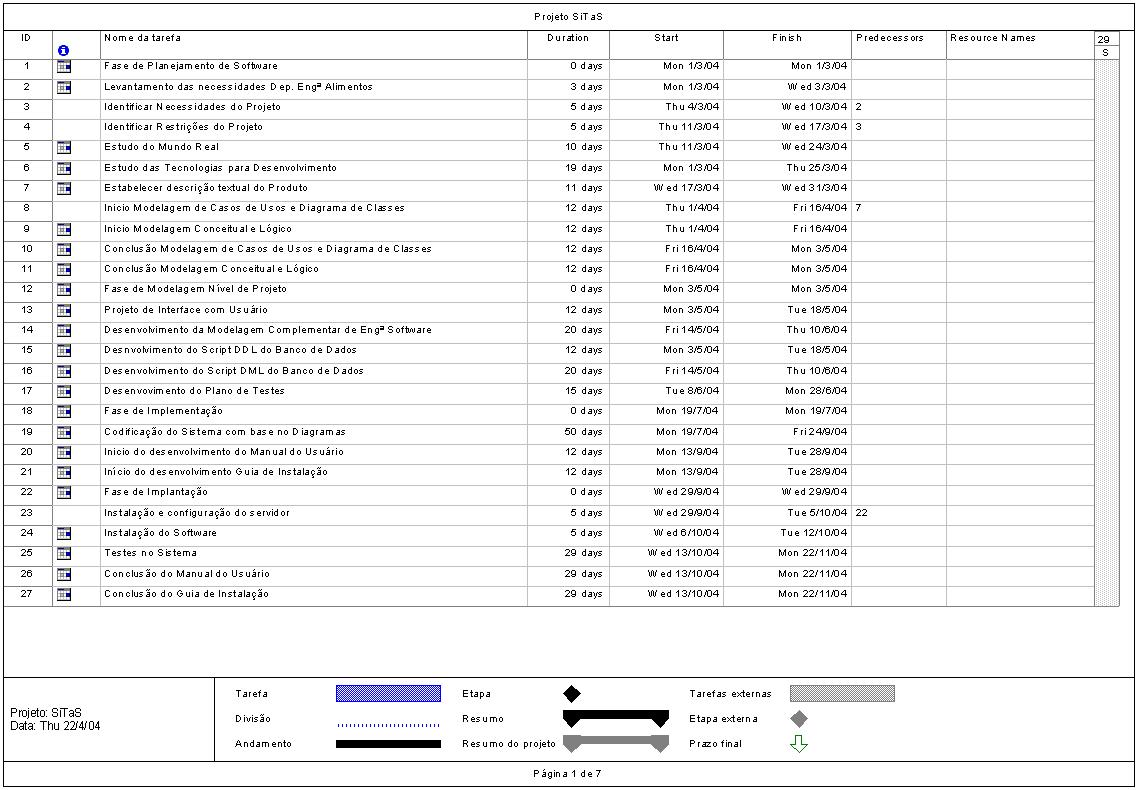 Projeto SiTaS
ID Nome da tarefa Duration Start Finish Predecessors Resource Names 29
S
1 Fase de Planejamento de Software 0 days Mon 1/3/04 Mon 1/3/04
2 Levantamento das necessidades Dep. Engª Alimentos 3 days Mon 1/3/04 Wed 3/3/04
3 Identificar Necessidades do Projeto 5 days Thu 4/3/04 Wed 10/3/04 2
4 Identificar Restrições do Projeto 5 days Thu 11/3/04 Wed 17/3/04 3
5 Estudo do Mundo Real 10 days Thu 11/3/04 Wed 24/3/04
6 Estudo das Tecnologias para Desenvolvimento 19 days Mon 1/3/04 Thu 25/3/04
7 Estabelecer descrição textual do Produto 11 days Wed 17/3/04 Wed 31/3/04
8 Inicio Modelagem de Casos de Usos e Diagrama de Classes 12 days Thu 1/4/04 Fri 16/4/04 7
9 Inicio Modelagem Conceitual e Lógico 12 days Thu 1/4/04 Fri 16/4/04
10 Conclusão Modelagem de Casos de Usos e Diagrama de Classes 12 days Fri 16/4/04 Mon 3/5/04
11 Conclusão Modelagem Conceitual e Lógico 12 days Fri 16/4/04 Mon 3/5/04
12 Fase de Modelagem Nível de Projeto 0 days Mon 3/5/04 Mon 3/5/04
13 Projeto de Interface com Usuário 12 days Mon 3/5/04 Tue 18/5/04
14 Desenvolvimento da Modelagem Complementar de Engª Software 20 days Fri 14/5/04 Thu 10/6/04
15 Desnvolvimento do Script DDL do Banco de Dados 12 days Mon 3/5/04 Tue 18/5/04
16 Desenvolvimento do Script DML do Banco de Dados 20 days Fri 14/5/04 Thu 10/6/04
17 Desenvovimento do Plano de Testes 15 days Tue 8/6/04 Mon 28/6/04
18 Fase de Implementação 0 days Mon 19/7/04 Mon 19/7/04
19 Codificação do Sistema com base no Diagramas 50 days Mon 19/7/04 Fri 24/9/04
20 Inicio do desenvolvimento do Manual do Usuário 12 days Mon 13/9/04 Tue 28/9/04
21 Início do desenvolvimento Guia de Instalação 12 days Mon 13/9/04 Tue 28/9/04
22 Fase de Implantação 0 days Wed 29/9/04 Wed 29/9/04
23 Instalação e configuração do servidor 5 days Wed 29/9/04 Tue 5/10/04 22
24 Instalação do Software 5 days Wed 6/10/04 Tue 12/10/04
25 Testes no Sistema 29 days Wed 13/10/04 Mon 22/11/04
26 Conclusão do Manual do Usuário 29 days Wed 13/10/04 Mon 22/11/04
27 Conclusão do Guia de Instalação 29 days Wed 13/10/04 Mon 22/11/04
Projeto: SiTaS
Data: Thu 22/4/04
Tarefa Etapa Tarefas externas
Divisão Resumo Etapa externa
Andamento Resumo do projeto Prazo final
Página 1 de 7